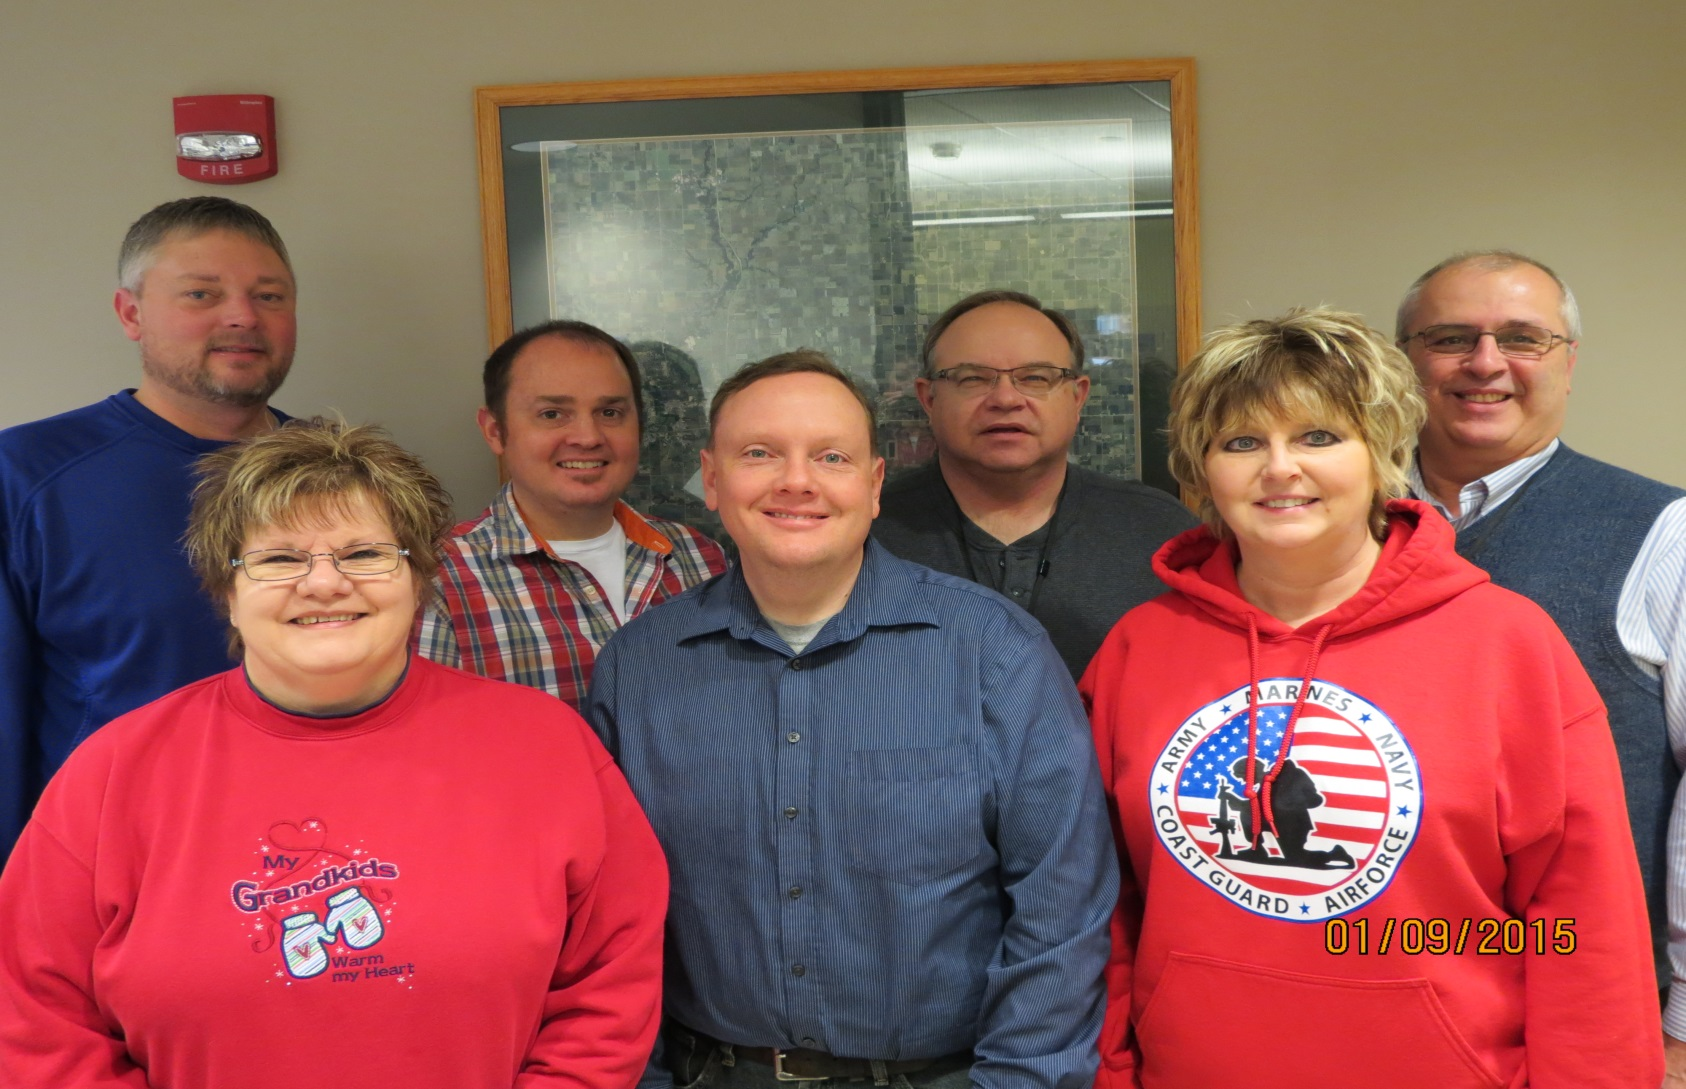 FIRE
My
Grandkids
Warm
my Heart
ARMY ★ MARINES ★ NAVY ★ AIRFORCE ★ COAST GUARD ★
01/09/2015